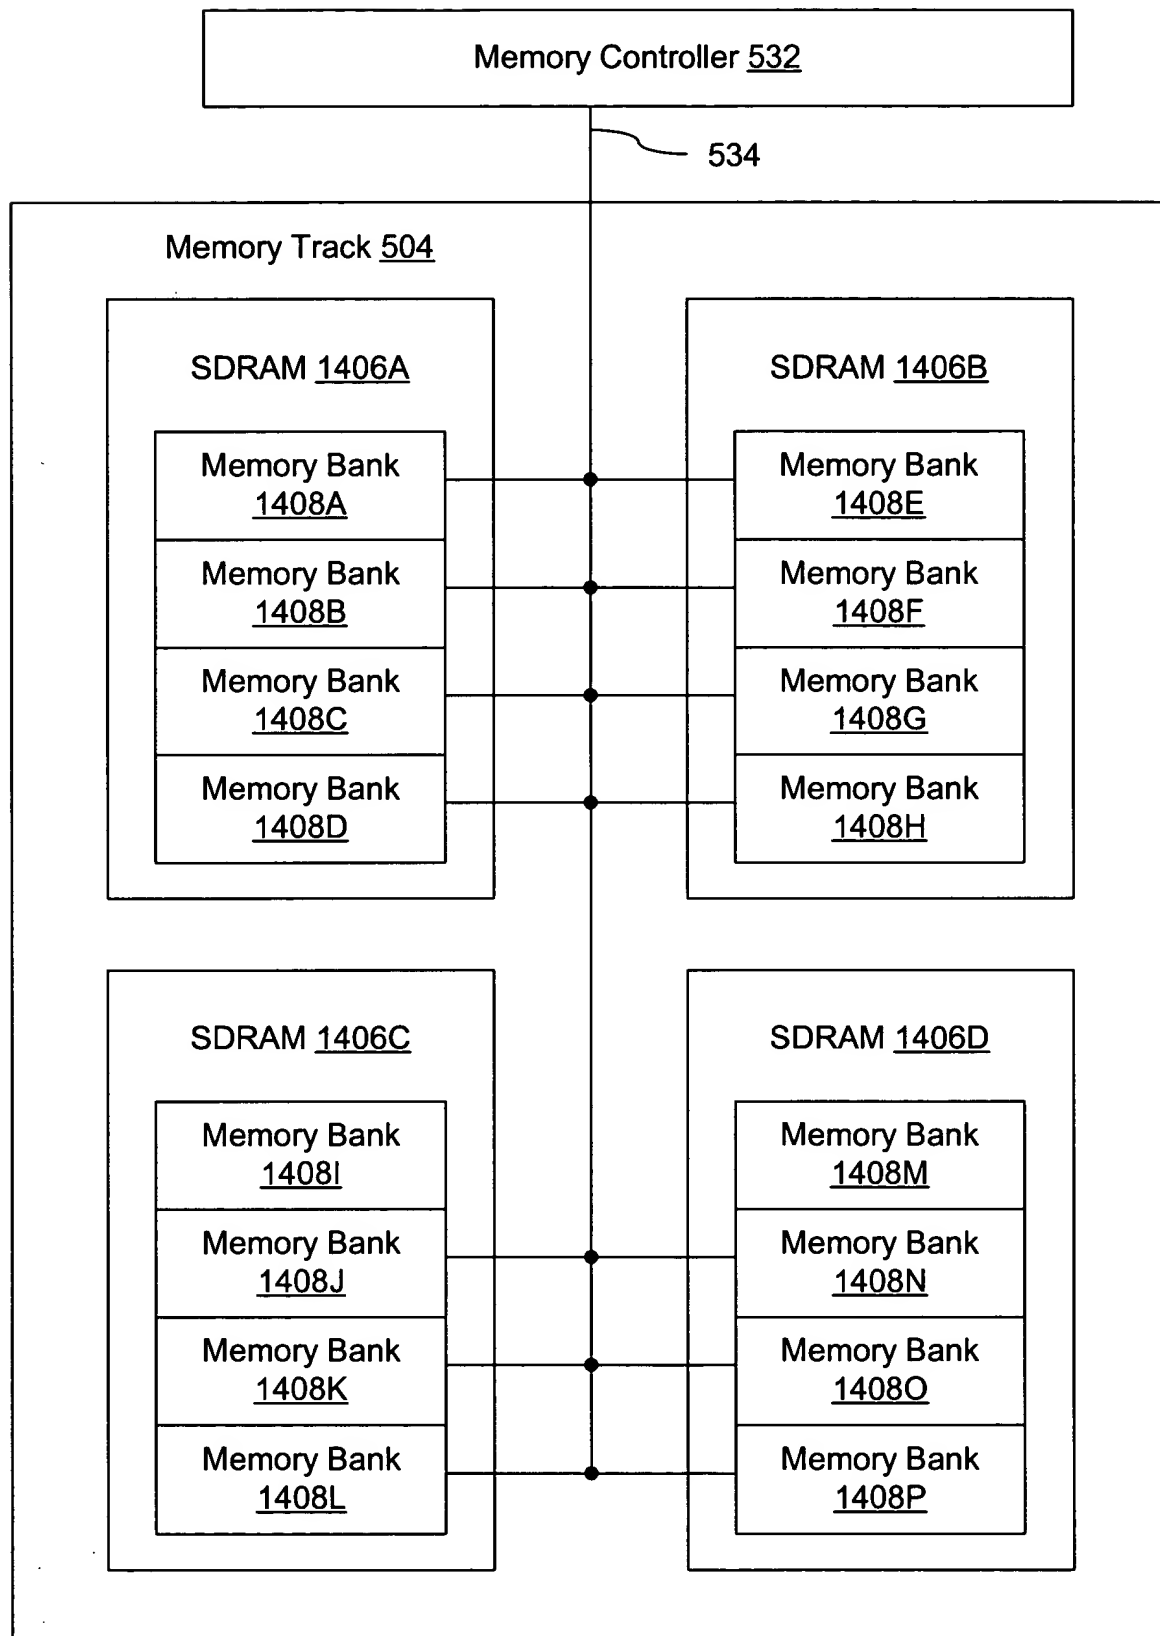 Memory Controller 532
534
Memory Track 504
SDRAM 1406A
Memory Bank
1408A
Memory Bank
1408B
Memory Bank
1408C
Memory Bank
1408D
SDRAM 1406B
Memory Bank
1408E
Memory Bank
1408F
Memory Bank
1408G
Memory Bank
1408H
SDRAM 1406C
Memory Bank
1408I
Memory Bank
1408J
Memory Bank
1408K
Memory Bank
1408L
SDRAM 1406D
Memory Bank
1408M
Memory Bank
1408N
Memory Bank
1408O
Memory Bank
1408P